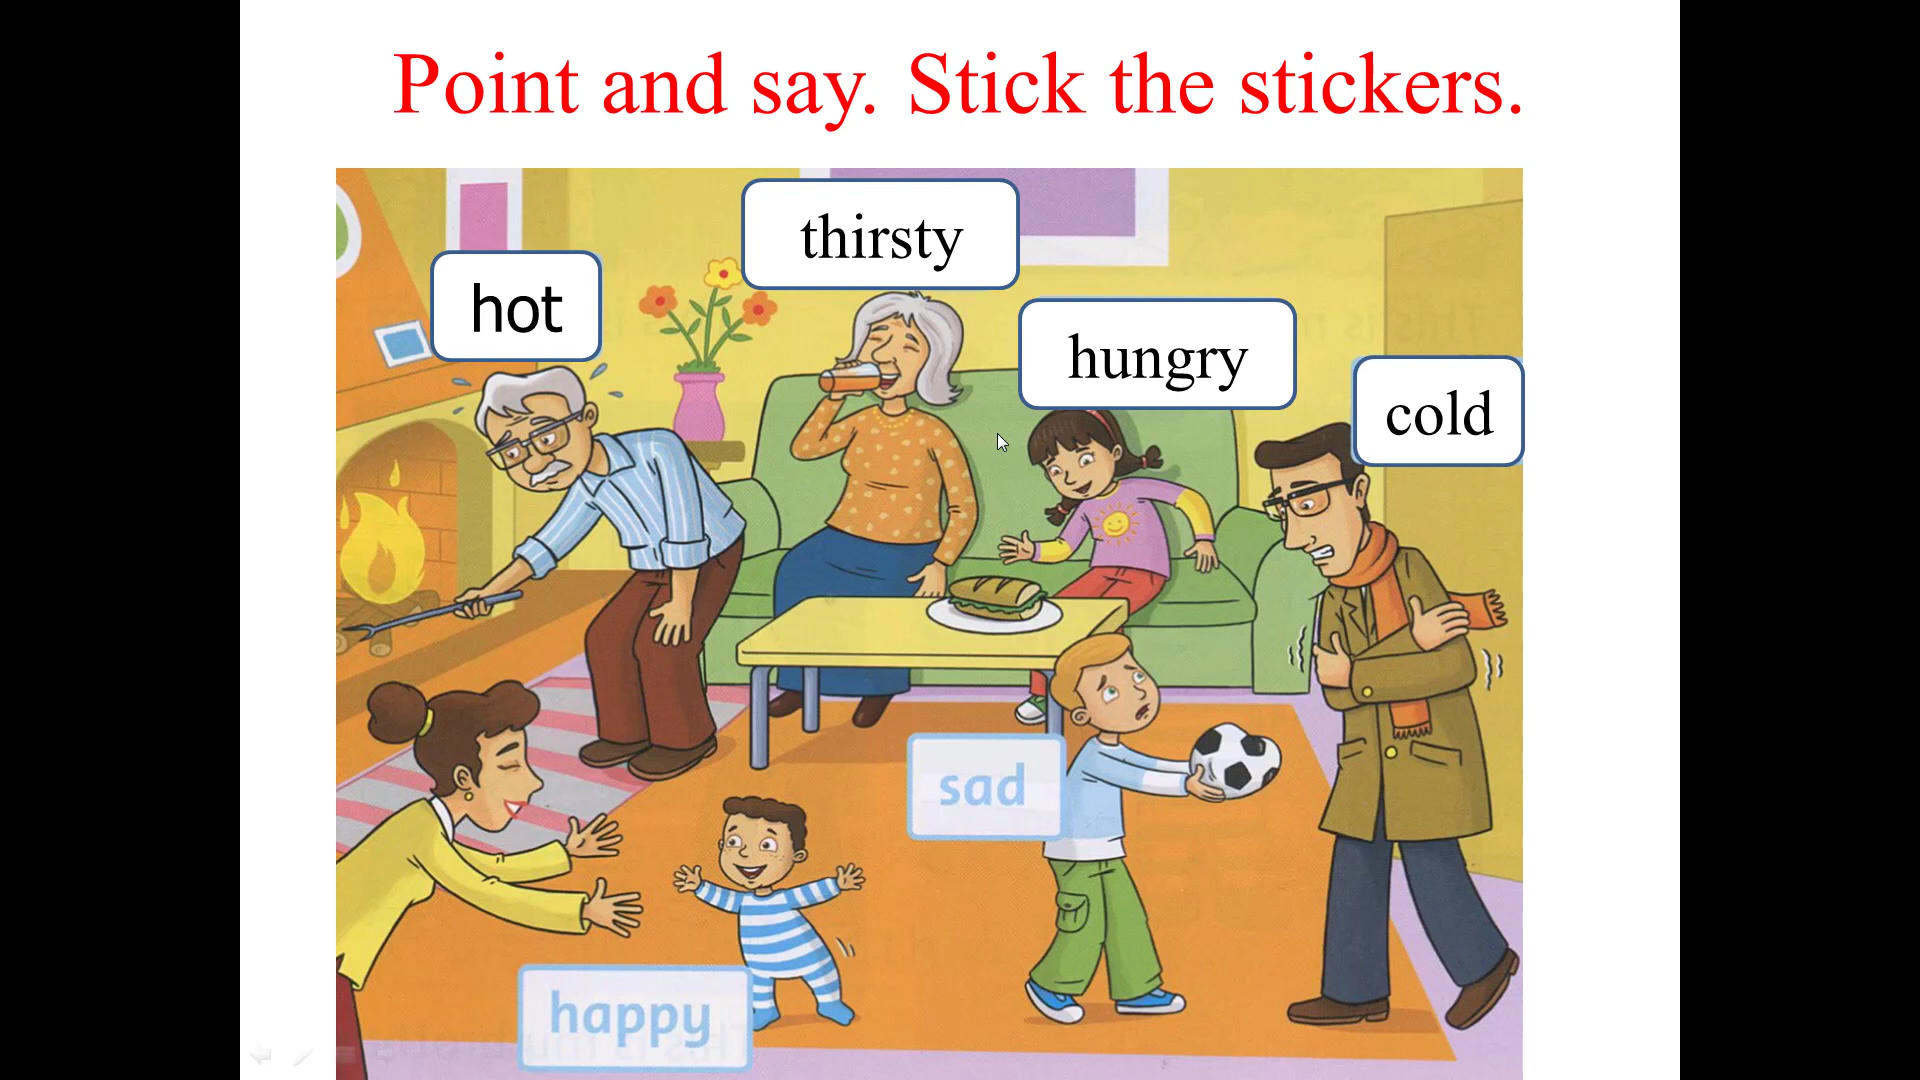 Point and say. Stick the stickers.
thirsty
hot
hungry
cold
sad
happy